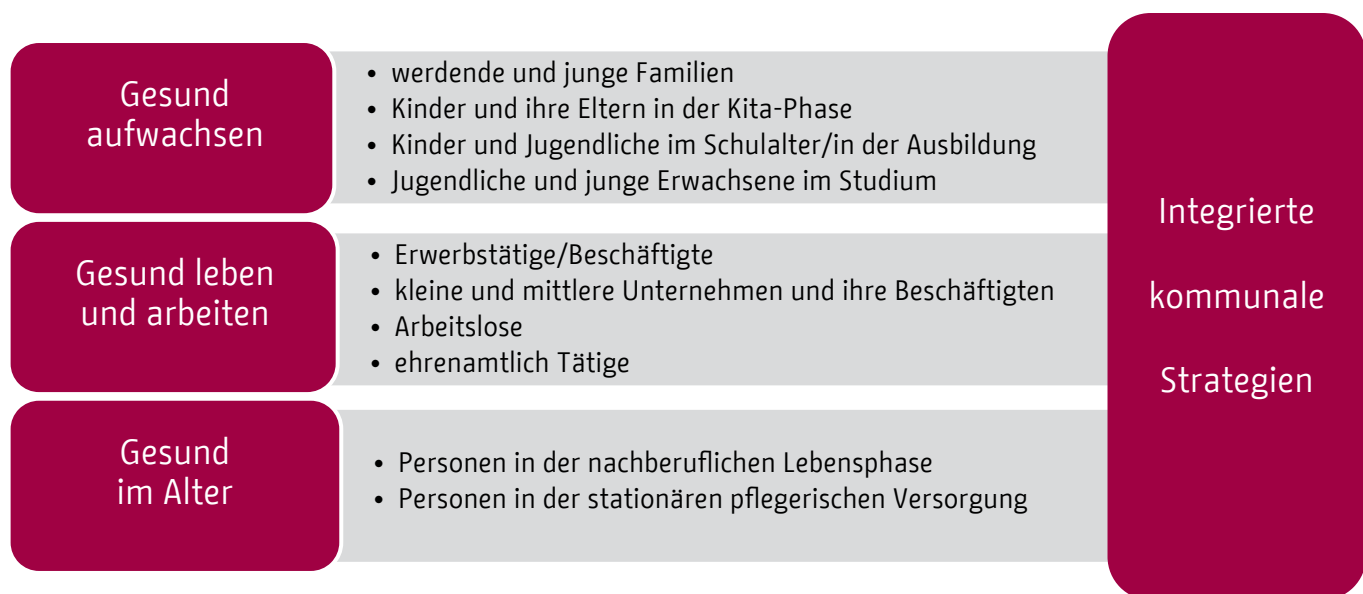 Gesund
aufwachsen
• werdende und junge Familien
• Kinder und ihre Eltern in der Kita-Phase
• Kinder und Jugendliche im Schulalter/in der Ausbildung
• Jugendliche und junge Erwachsene im Studium
Gesund leben
und arbeiten
• Erwerbstätige/Beschäftigte
• kleine und mittlere Unternehmen und ihre Beschäftigten
• Arbeitslose
• ehrenamtlich Tätige
Gesund
im Alter
• Personen in der nachberuflichen Lebensphase
• Personen in der stationären pflegerischen Versorgung
Integrierte
kommunale
Strategien